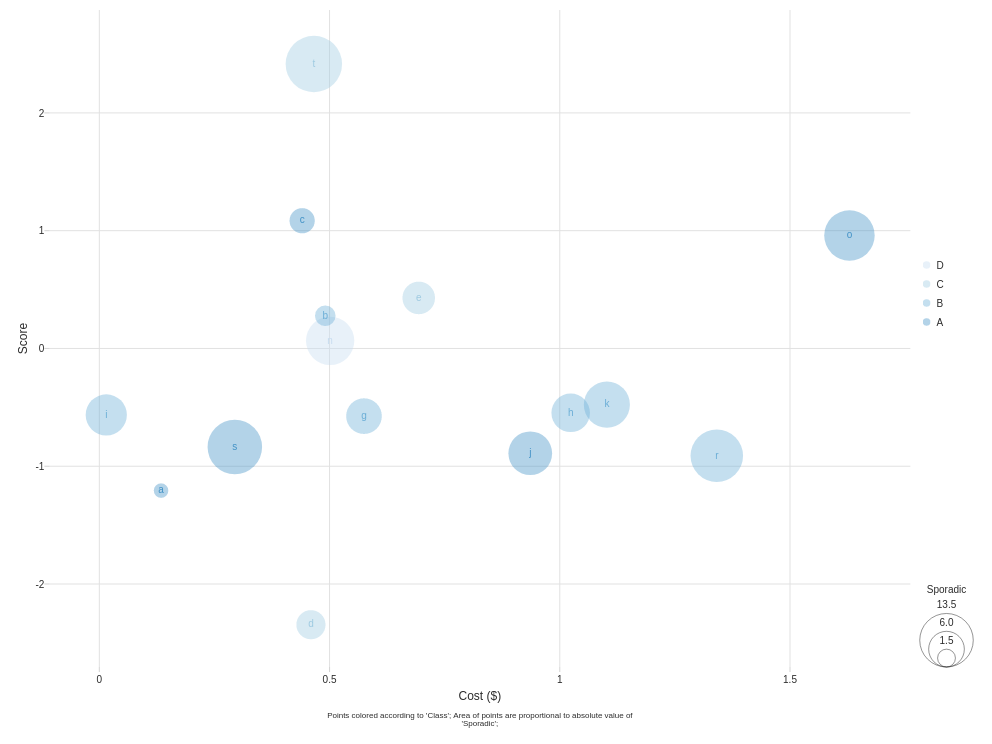 t
2
c
1
o
D
e
C
b
B
n
A
Score
0
k
i
h
g
s
j
r
-1
a
-2
Sporadic
13.5
6.0
d
1.5
0
0.5
1
1.5
Cost ($)
Points colored according to 'Class'; Area of points are proportional to absolute value of
'Sporadic';